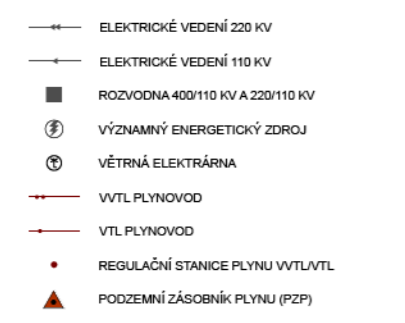 ELEKTRICKÉ VEDENÍ 220 KV
ELEKTRICKÉ VEDENÍ 110 KV
ROZVODNA 400/110 KV A 220/110 KV
VÝZNAMNÝ ENERGETICKÝ ZDROJ
VĚTRNÁ ELEKTRÁRNA
VVTL PLYNOVOD
VTL PLYNOVOD
REGULAČNÍ STANICE PLYNU VVTL/VTL
PODZEMNÍ ZÁSOBNÍK PLYNU (PZP)